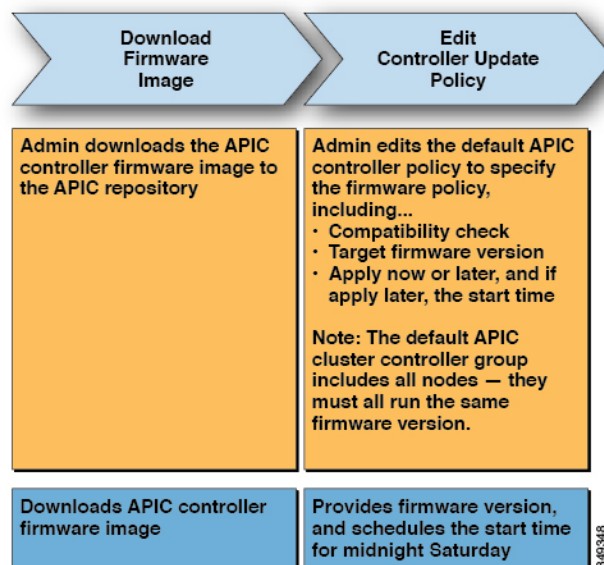 Download
Firmware
Image
Edit
Controller Update
Policy
Admin downloads the APIC
controller firmware image to
the APIC repository
Admin edits the default APIC
controller policy to specify
the firmware policy,
including...
• Compatibility check
• Target firmware version
• Apply now or later, and if
apply later, the start time
Note: The default APIC
cluster controller group
includes all nodes — they
must all run the same
firmware version.
Downloads APIC controller
firmware image
Provides firmware version,
and schedules the start time
for midnight Saturday
349348